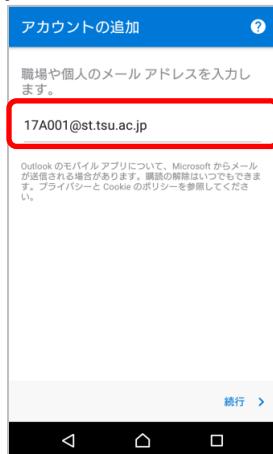 アカウントの追加 ?
職場や個人のメール アドレスを入力し
ます。
17A001@st.tsu.ac.jp
Outlook のモバイル アプリについて、Microsoft からメール
が送信される場合があります。購読の解除はいつでもできま
す。プライバシーと Cookie のポリシーを参照してくださ
い。
続行 >